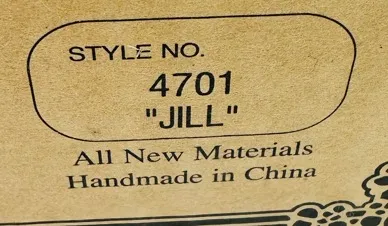 STYLE NO.
4701
"JILL"
All New Materials
Handmade in China